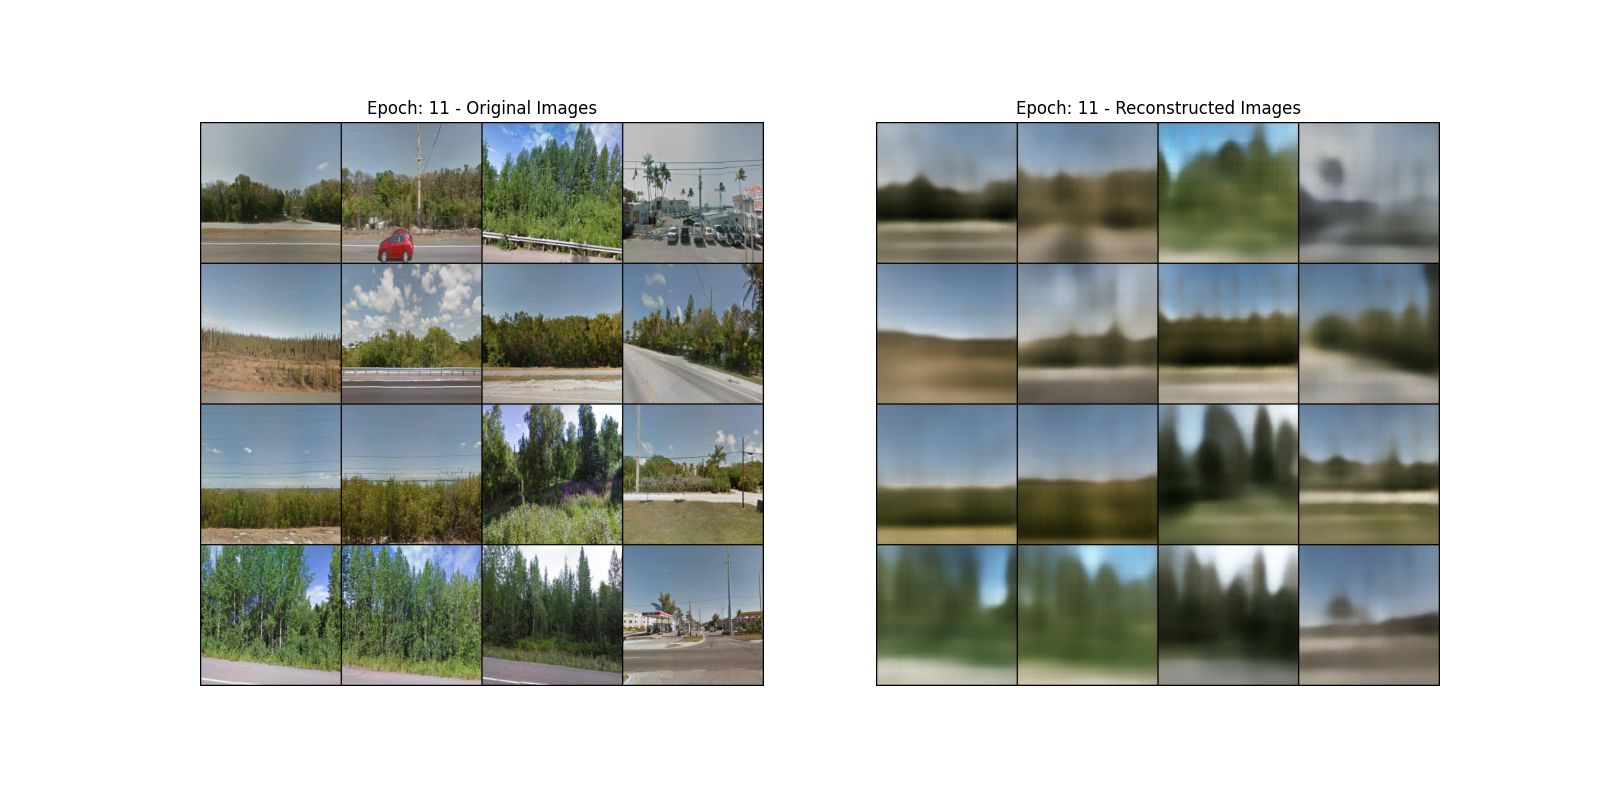 Epoch: 11 - Original Images
Epoch: 11 - Reconstructed Images